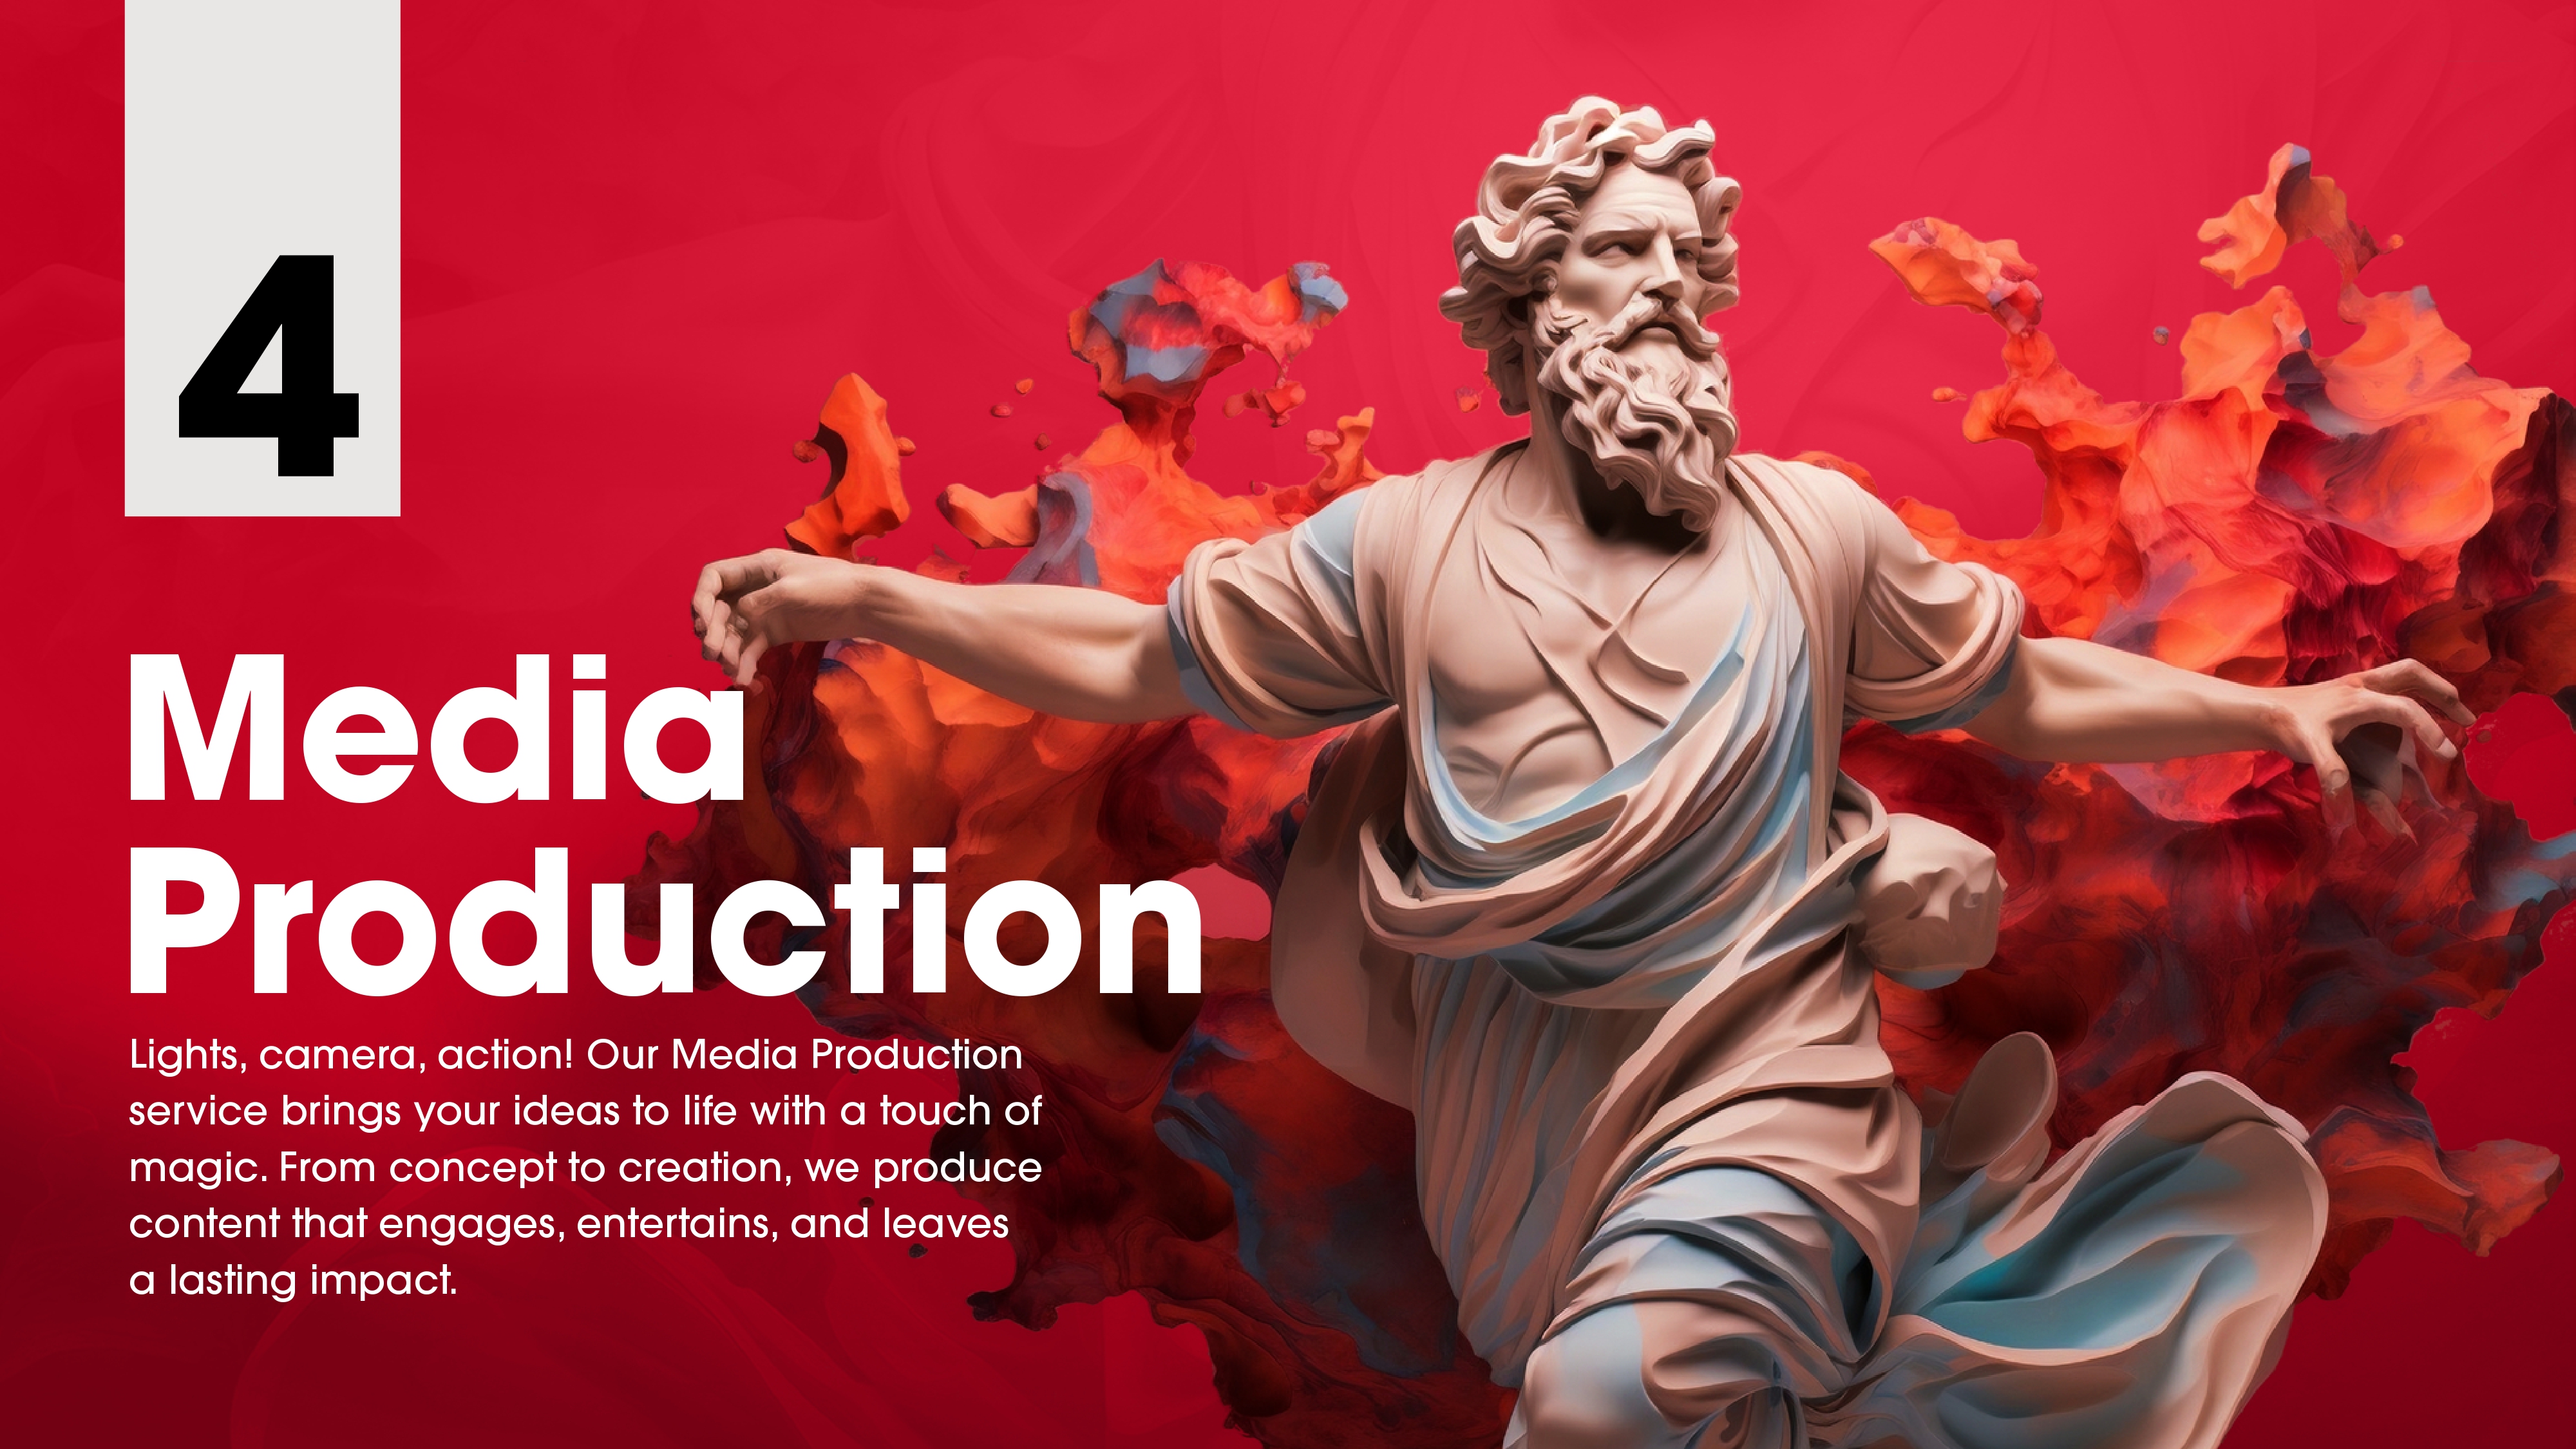 4
Media
Production
Lights, camera, action! Our Media Production
service brings your ideas to life with a touch of
magic. From concept to creation, we produce
content that engages, entertains, and leaves
a lasting impact.